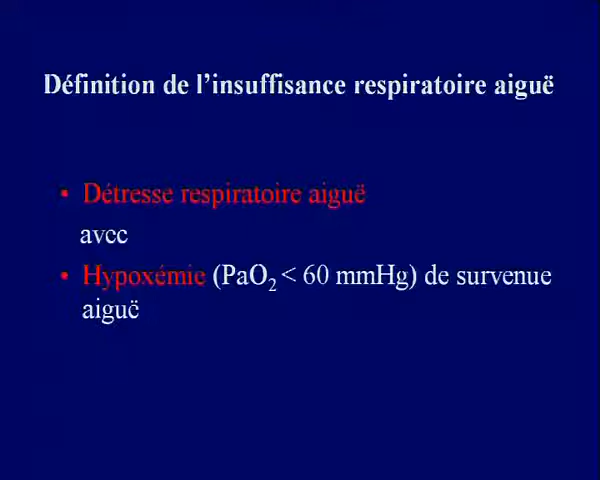 Définition de l'insuffisance respiratoire aiguë
• Détresse respiratoire aiguë
avec
• Hypoxémie (PaO2 < 60 mmHg) de survenue
aiguë